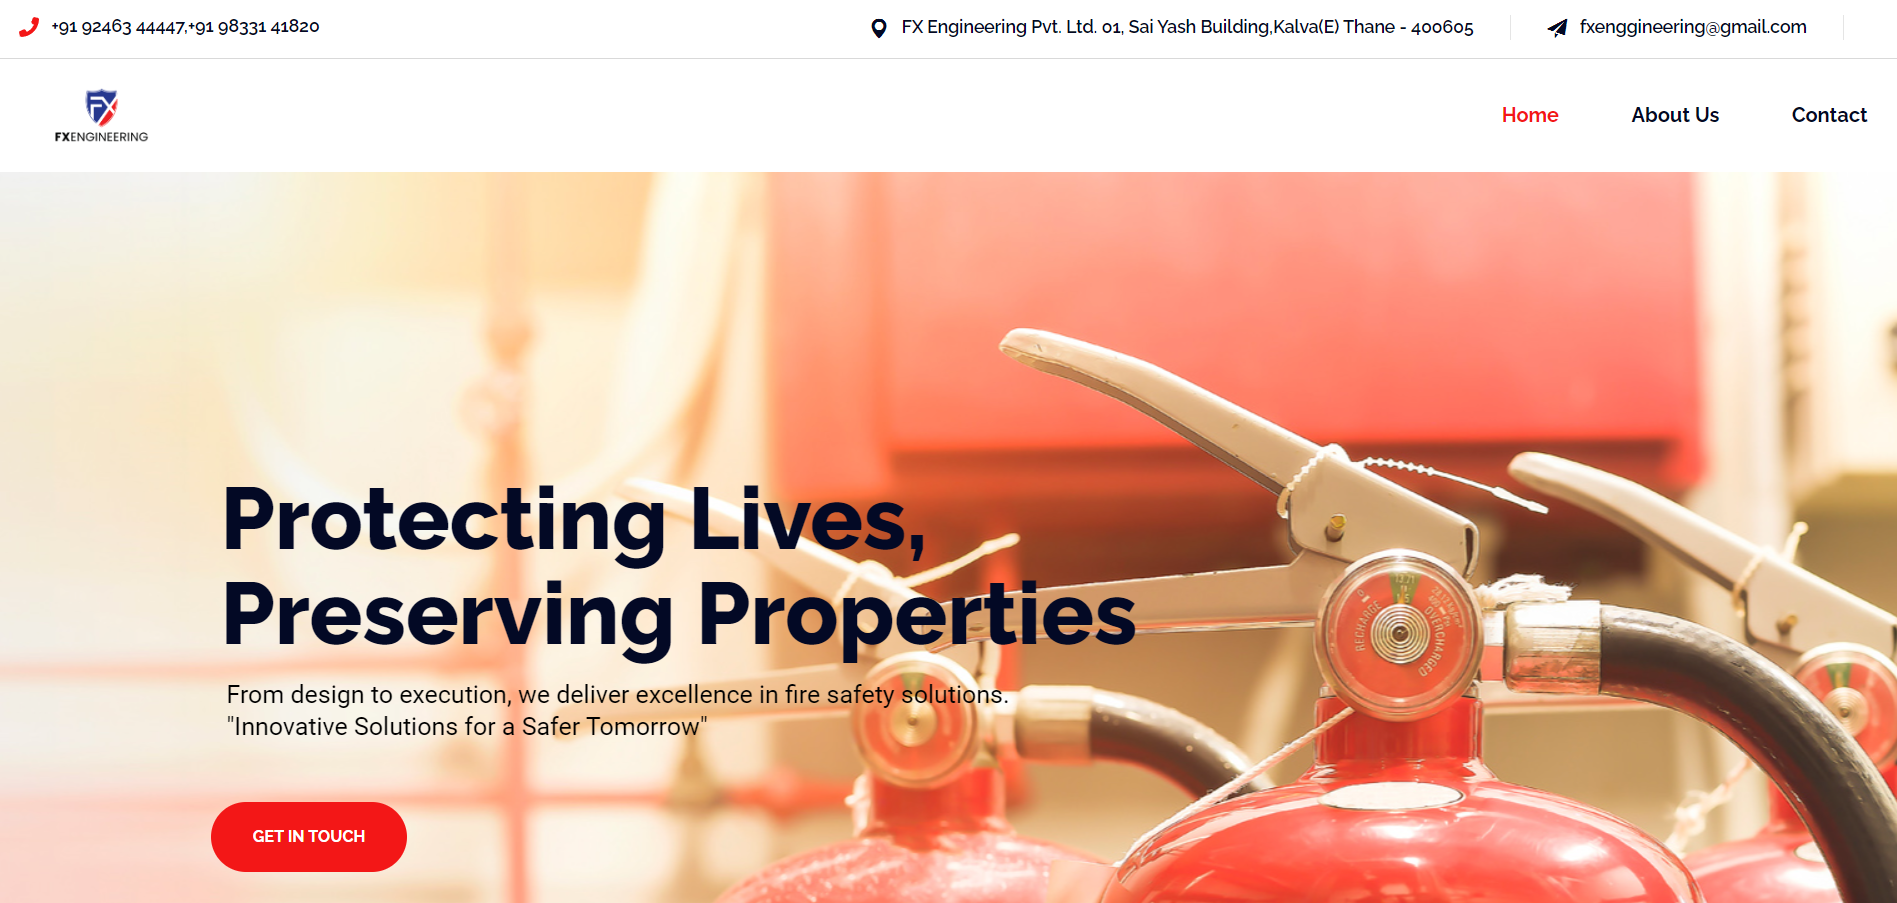 +91 92463 44447,+91 98331 41820
FX Engineering Pvt. Ltd. 01, Sai Yash Building,Kalva(E) Thane - 400605
fxenggineering@gmail.com
FX
FXENGINEERING
Home
About Us
Contact
Protecting Lives,
Preserving Properties
From design to execution, we deliver excellence in fire safety solutions.
"Innovative Solutions for a Safer Tomorrow"
GET IN TOUCH
RECHARGE
OVERCHARGED